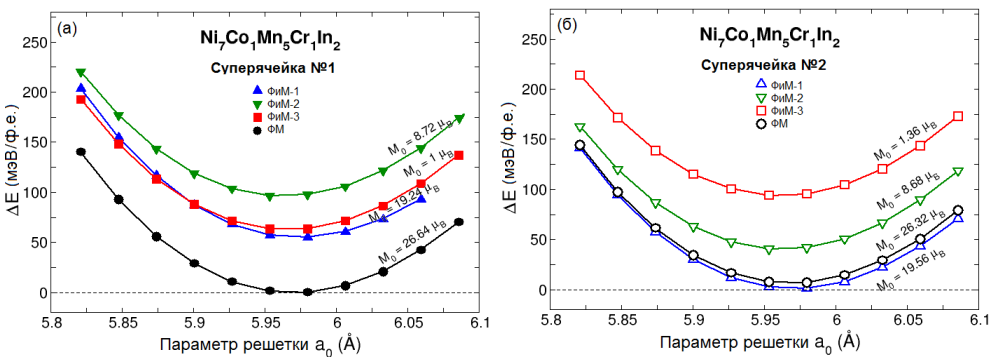 (а)
Ni7Co1Mn5Cr1In2
Суперячейка №1
ФиМ-1
ФиМ-2
ФиМ-3
ФМ
M0 = 8.72 μB
M0 = 1 μB
M0 = 19.24 μB
M0 = 26.64 μB
ΔE (мэВ/ф.е.)
250
200
150
100
50
0
5.8 5.85 5.9 5.95 6 6.05 6.1
Параметр решетки a0 (Å)
(б)
Ni7Co1Mn5Cr1In2
Суперячейка №2
ФиМ-1
ФиМ-2
ФиМ-3
ФМ
M0 = 1.36 μB
M0 = 8.68 μB
M0 = 26.32 μB
M0 = 19.56 μB
ΔE (мэВ/ф.е.)
250
200
150
100
50
0
5.8 5.85 5.9 5.95 6 6.05 6.1
Параметр решетки a0 (Å)